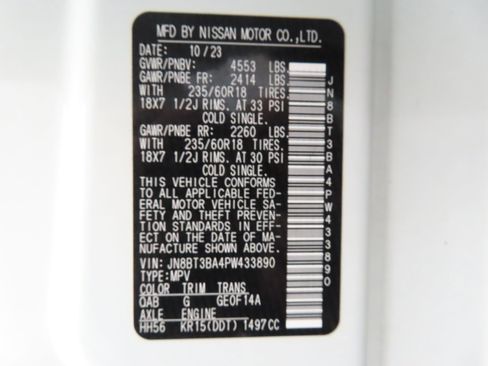 MFD BY NISSAN MOTOR CO.,LTD.
DATE: 10/23
GVWR/PNBV: 4553 LBS.
GAWR/PNBE FR: 2414 LBS.
WITH 235/60R18 TIRES,
18X7 1/2J RIMS, AT 33 PSI
COLD SINGLE.
GAWR/PNBE RR: 2260 LBS.
WITH 235/60R18 TIRES,
18X7 1/2J RIMS, AT 30 PSI
COLD SINGLE.
THIS VEHICLE CONFORMS
TO ALL APPLICABLE FED-
ERAL MOTOR VEHICLE SA-
FETY AND THEFT PREVEN-
TION STANDARDS IN EFF-
ECT ON THE DATE OF MA-
NUFACTURE SHOWN ABOVE.
VIN: JN8BT3BA4PW433890
TYPE:MPV
COLOR TRIM TRANS
QAB G GE0F14A
AXLE ENGINE
HH56 KR15(DDT) 1497CC
JN8BT3BA4PW433890